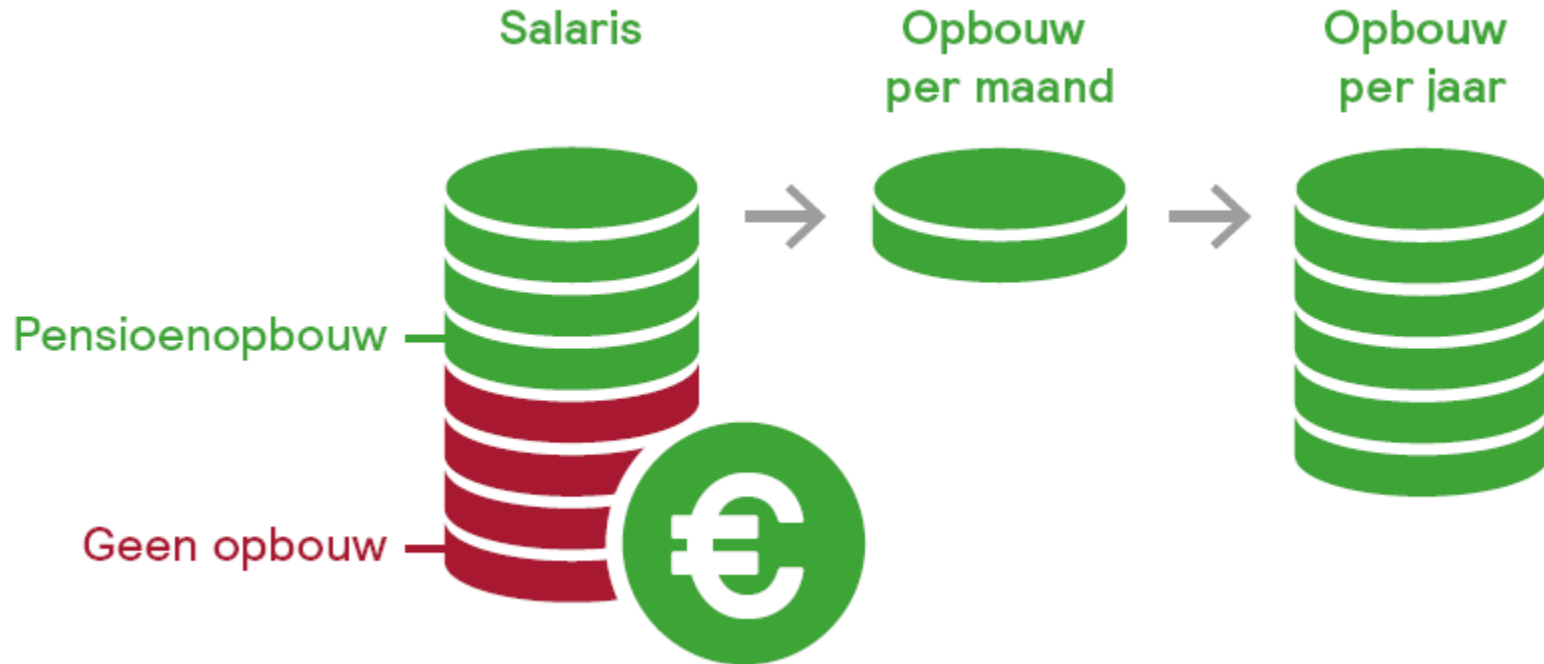 Salaris
Opbouw
per maand
Opbouw
per jaar
Pensioenopbouw
Geen opbouw
€